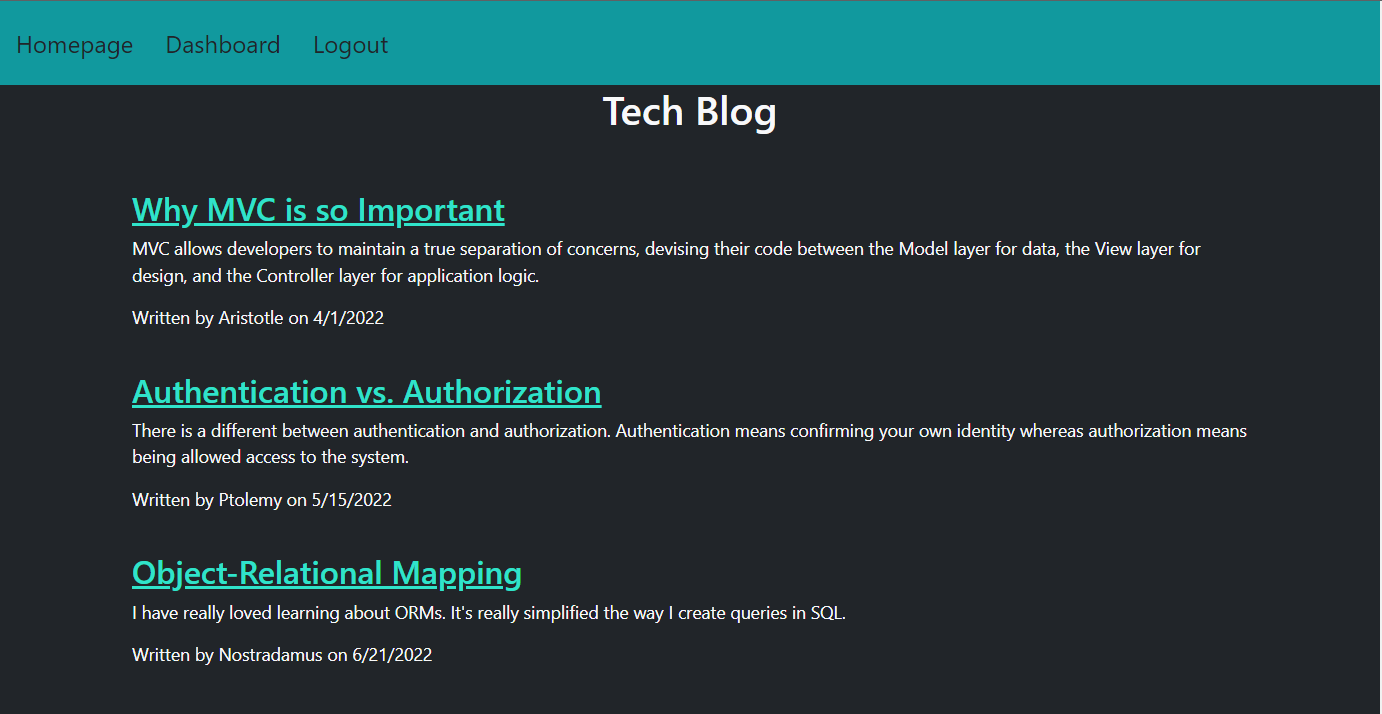 Homepage Dashboard Logout
Tech Blog
Why MVC is so Important
MVC allows developers to maintain a true separation of concerns, devising their code between the Model layer for data, the View layer for
design, and the Controller layer for application logic.
Written by Aristotle on 4/1/2022
Authentication vs. Authorization
There is a different between authentication and authorization. Authentication means confirming your own identity whereas authorization means
being allowed access to the system.
Written by Ptolemy on 5/15/2022
Object-Relational Mapping
I have really loved learning about ORMs. It's really simplified the way I create queries in SQL.
Written by Nostradamus on 6/21/2022